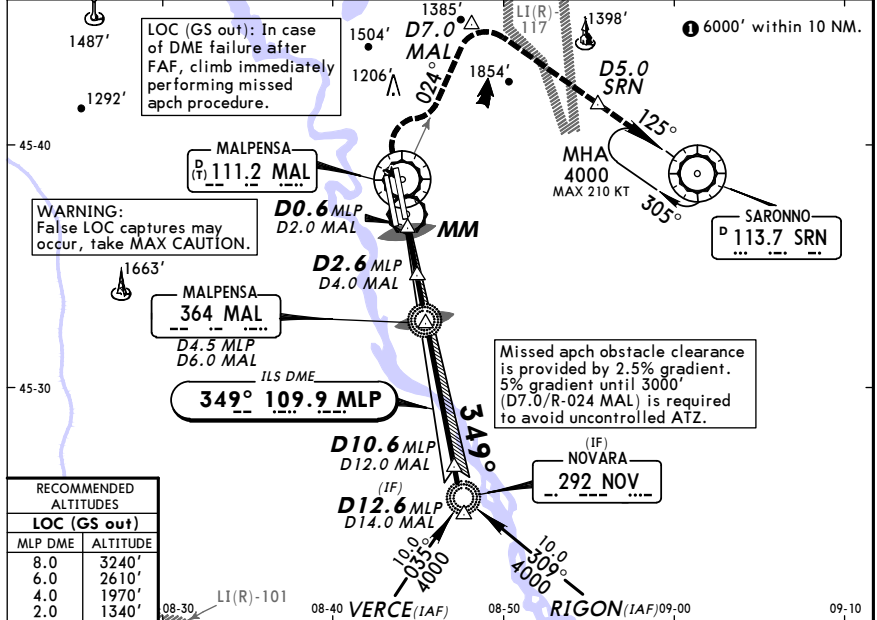 1487'
LOC (GS out): In case
of DME failure after
FAF, climb immediately
performing missed
apch procedure.
1504'
1206'
1385'
D7.0
MAL
LI(R)-
117
1398'
1 6000' within 10 NM.
1854'
024°
D5.0
SRN
125°
1292'
45-40
MALPENSA
D
(T) 111.2 MAL
MHA
4000
MAX 210 KT
305°
WARNING:
False LOC captures may
occur, take MAX CAUTION.
D0.6 MLP
D2.0 MAL
MM
SARONNO
D 113.7 SRN
1663'
D2.6 MLP
D4.0 MAL
MALPENSA
364 MAL
D4.5 MLP
D6.0 MAL
Missed apch obstacle clearance
is provided by 2.5% gradient.
5% gradient until 3000'
(D7.0/R-024 MAL) is required
to avoid uncontrolled ATZ.
45-30
ILS DME
349° 109.9 MLP
349°
D10.6 MLP
D12.0 MAL
(IF)
NOVARA
292 NOV
(IF)
D12.6 MLP
D14.0 MAL
RECOMMENDED
ALTITUDES
LOC (GS out)
MLP DME ALTITUDE
8.0 3240'
6.0 2610'
4.0 1970'
2.0 1340'
10.0
035°
4000
10.0
309°
4000
LI(R)-101
VERCE(IAF)
RIGON(IAF)
08-30
08-40
08-50
09-00
09-10